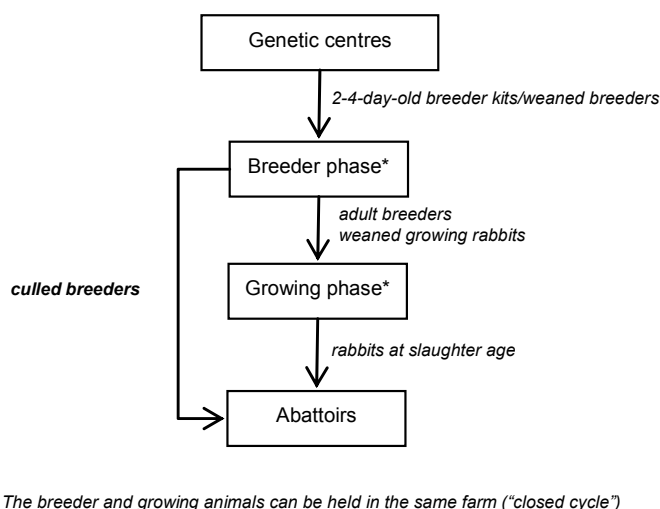 Genetic centres
2-4-day-old breeder kits/weaned breeders
Breeder phase*
adult breeders
weaned growing rabbits
culled breeders
Growing phase*
rabbits at slaughter age
Abattoirs
The breeder and growing animals can be held in the same farm (“closed cycle”)